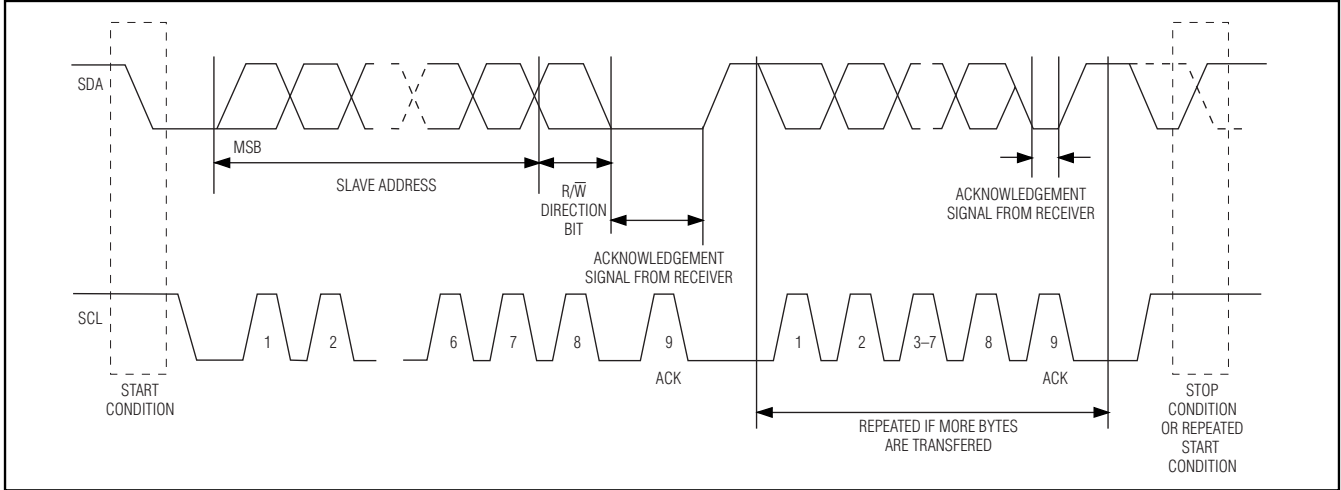 SDA
MSB
SLAVE ADDRESS
R/W̅
DIRECTION
BIT
ACKNOWLEDGEMENT
SIGNAL FROM RECEIVER
ACKNOWLEDGEMENT
SIGNAL FROM RECEIVER
SCL
1 2 6 7 8 9 1 2 3–7 8 9
ACK ACK
START
CONDITION
REPEATED IF MORE BYTES
ARE TRANSFERED
STOP
CONDITION
OR REPEATED
START
CONDITION